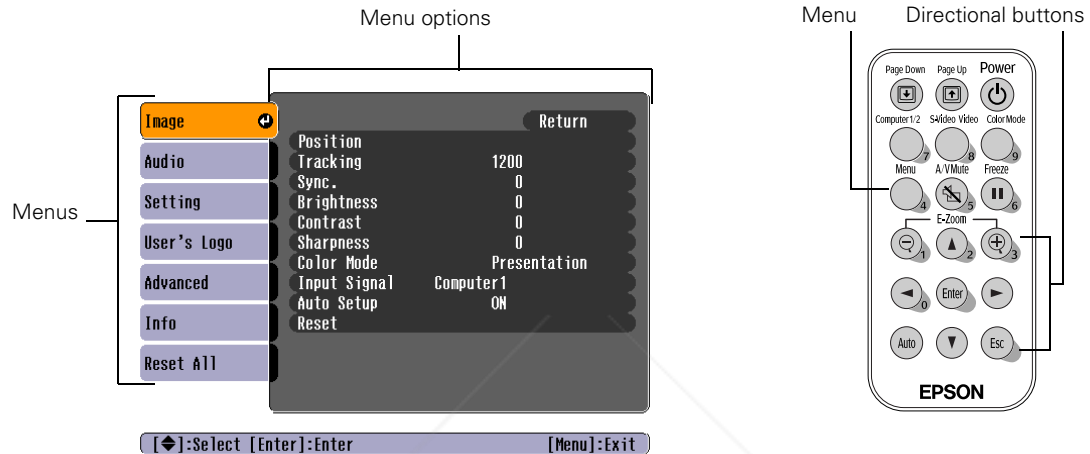 Menu options
Menus
Image
Audio
Setting
User's Logo
Advanced
Info
Reset All
Return
Position
Tracking 1200
Sync. 0
Brightness 0
Contrast 0
Sharpness 0
Color Mode Presentation
Input Signal Computer1
Auto Setup ON
Reset
[◆]:Select [Enter]:Enter [Menu]:Exit
Menu Directional buttons
Page Down Page Up Power
Computer1/2 S-Video Video Color Mode
7 8 9
Menu A/V Mute Freeze
4 5 6
E-Zoom
1 2 3
0 Enter
Auto Esc
EPSON